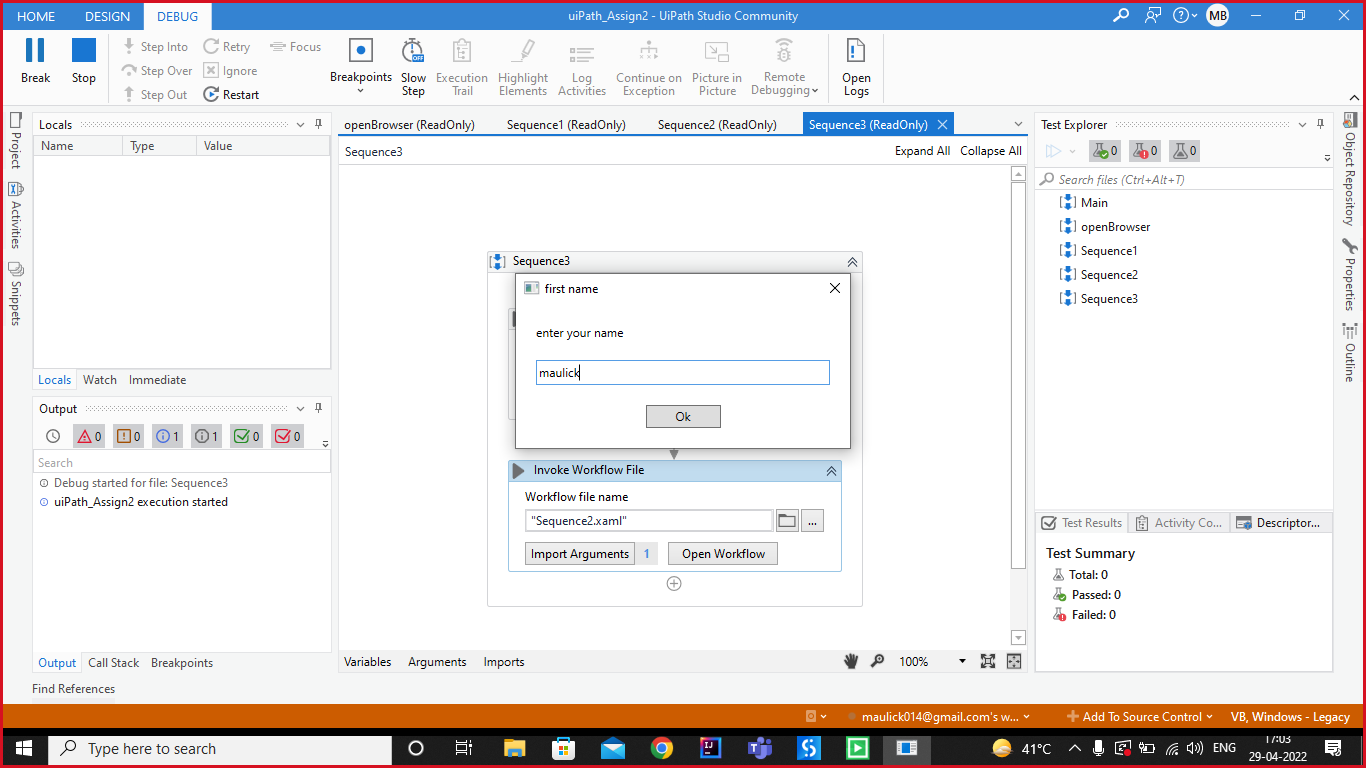 HOME DESIGN DEBUG uiPath_Assign2 - UiPath Studio Community MB
Break Stop Step Into Step Over Step Out Retry Ignore Restart Focus
Breakpoints Slow Step Execution Trail Highlight Elements Log Activities Continue on Exception Picture in Picture Remote Debugging Open Logs
Project
Activities
Snippets
Locals
Name Type Value
Locals Watch Immediate
Output
0 0 1 1 0 0
Search
Debug started for file: Sequence3
uiPath_Assign2 execution started
Output Call Stack Breakpoints
Find References
openBrowser (ReadOnly) Sequence1 (ReadOnly) Sequence2 (ReadOnly) Sequence3 (ReadOnly)
Sequence3 Expand All Collapse All
Sequence3
first name
enter your name
maulick
Ok
Invoke Workflow File
Workflow file name
"Sequence2.xaml" ...
Import Arguments 1 Open Workflow
Variables Arguments Imports 100%
Test Explorer
0 0 0
Search files (Ctrl+Alt+T)
Main
openBrowser
Sequence1
Sequence2
Sequence3
Test Results Activity Co... Descriptor...
Test Summary
Total: 0
Passed: 0
Failed: 0
Object Repository
Properties
Outline
maulick014@gmail.com's w... Add To Source Control VB, Windows - Legacy
Type here to search 41°C ENG 17:03
29-04-2022